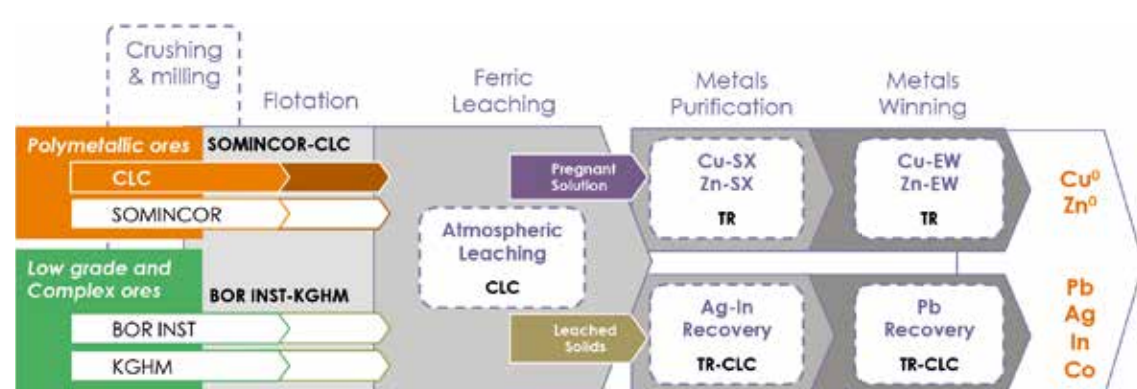 Crushing
& milling
Flotation
Ferric
Leaching
Metals
Purification
Metals
Winning
Polymetallic ores
SOMINCOR-CLC
CLC
SOMINCOR
Low grade and
Complex ores
BOR INST-KGHM
BOR INST
KGHM
Atmospheric
Leaching
CLC
Pregnant
Solution
Leached
Solids
Cu-SX
Zn-SX
TR
Cu-EW
Zn-EW
TR
Ag-In
Recovery
TR-CLC
Pb
Recovery
TR-CLC
Cu⁰
Zn⁰
Pb
Ag
In
Co